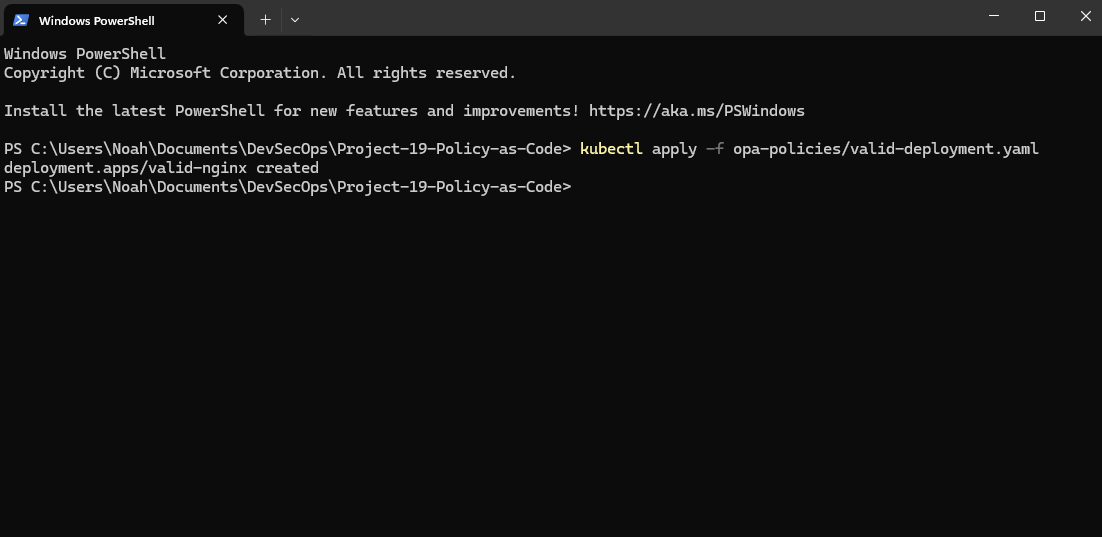 Windows PowerShell
Windows PowerShell
Copyright (C) Microsoft Corporation. All rights reserved.
Install the latest PowerShell for new features and improvements! https://aka.ms/PSWindows
PS C:\Users\Noah\Documents\DevSecOps\Project-19-Policy-as-Code> kubectl apply -f opa-policies/valid-deployment.yaml
deployment.apps/valid-nginx created
PS C:\Users\Noah\Documents\DevSecOps\Project-19-Policy-as-Code>